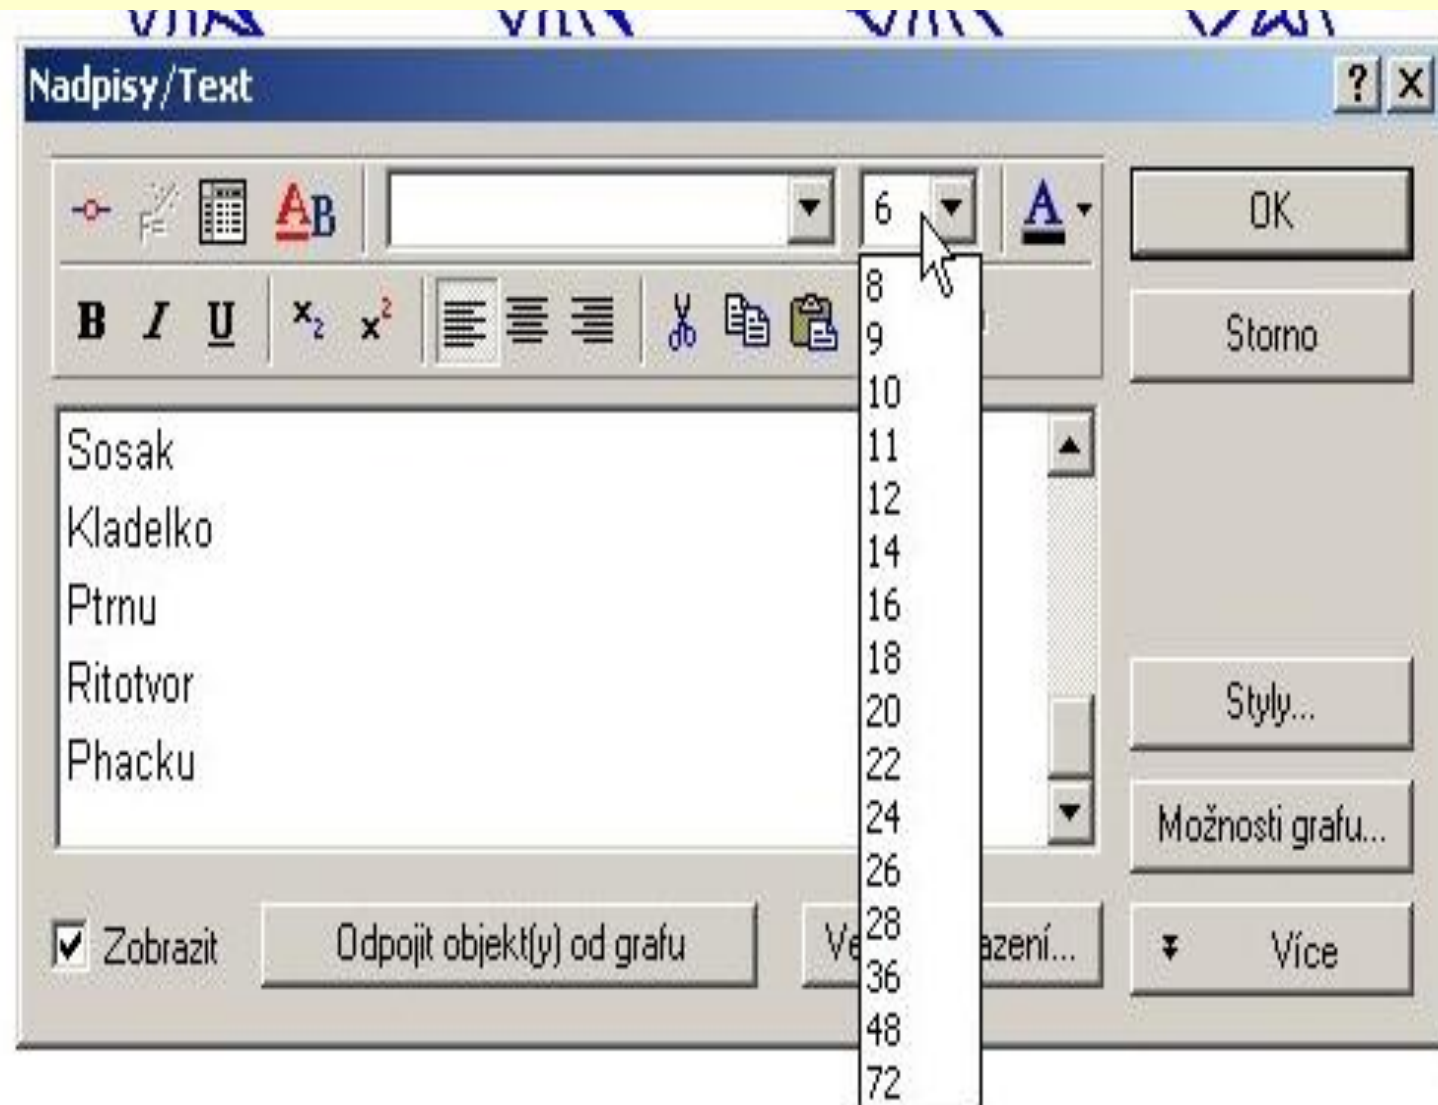 Nadpisy/Text
6
OK
B I U x2 x2
Storno
8
9
10
11
12
14
16
18
20
22
24
26
28
36
48
72
Sosak
Kladelko
Ptrnu
Ritotvor
Phacku
Styly...
Možnosti grafu...
Zobrazit
Odpojit objekt(y) od grafu
Více